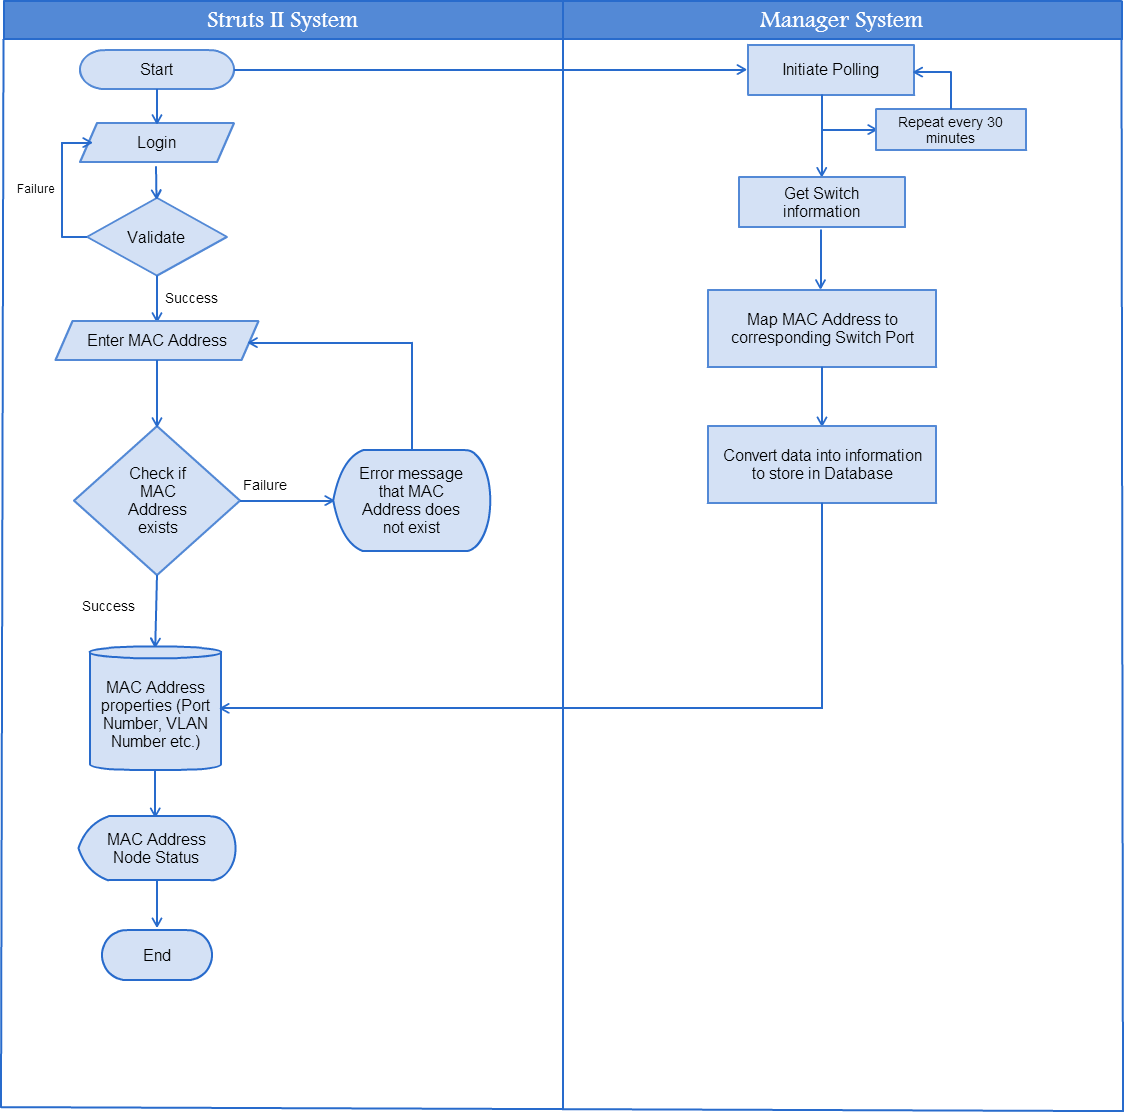 Struts II System
Manager System
Start
Initiate Polling
Repeat every 30
minutes
Login
Failure
Get Switch
information
Validate
Success
Enter MAC Address
Map MAC Address to
corresponding Switch Port
Check if
MAC
Address
exists
Failure
Error message
that MAC
Address does
not exist
Convert data into information
to store in Database
Success
MAC Address
properties (Port
Number, VLAN
Number etc.)
MAC Address
Node Status
End